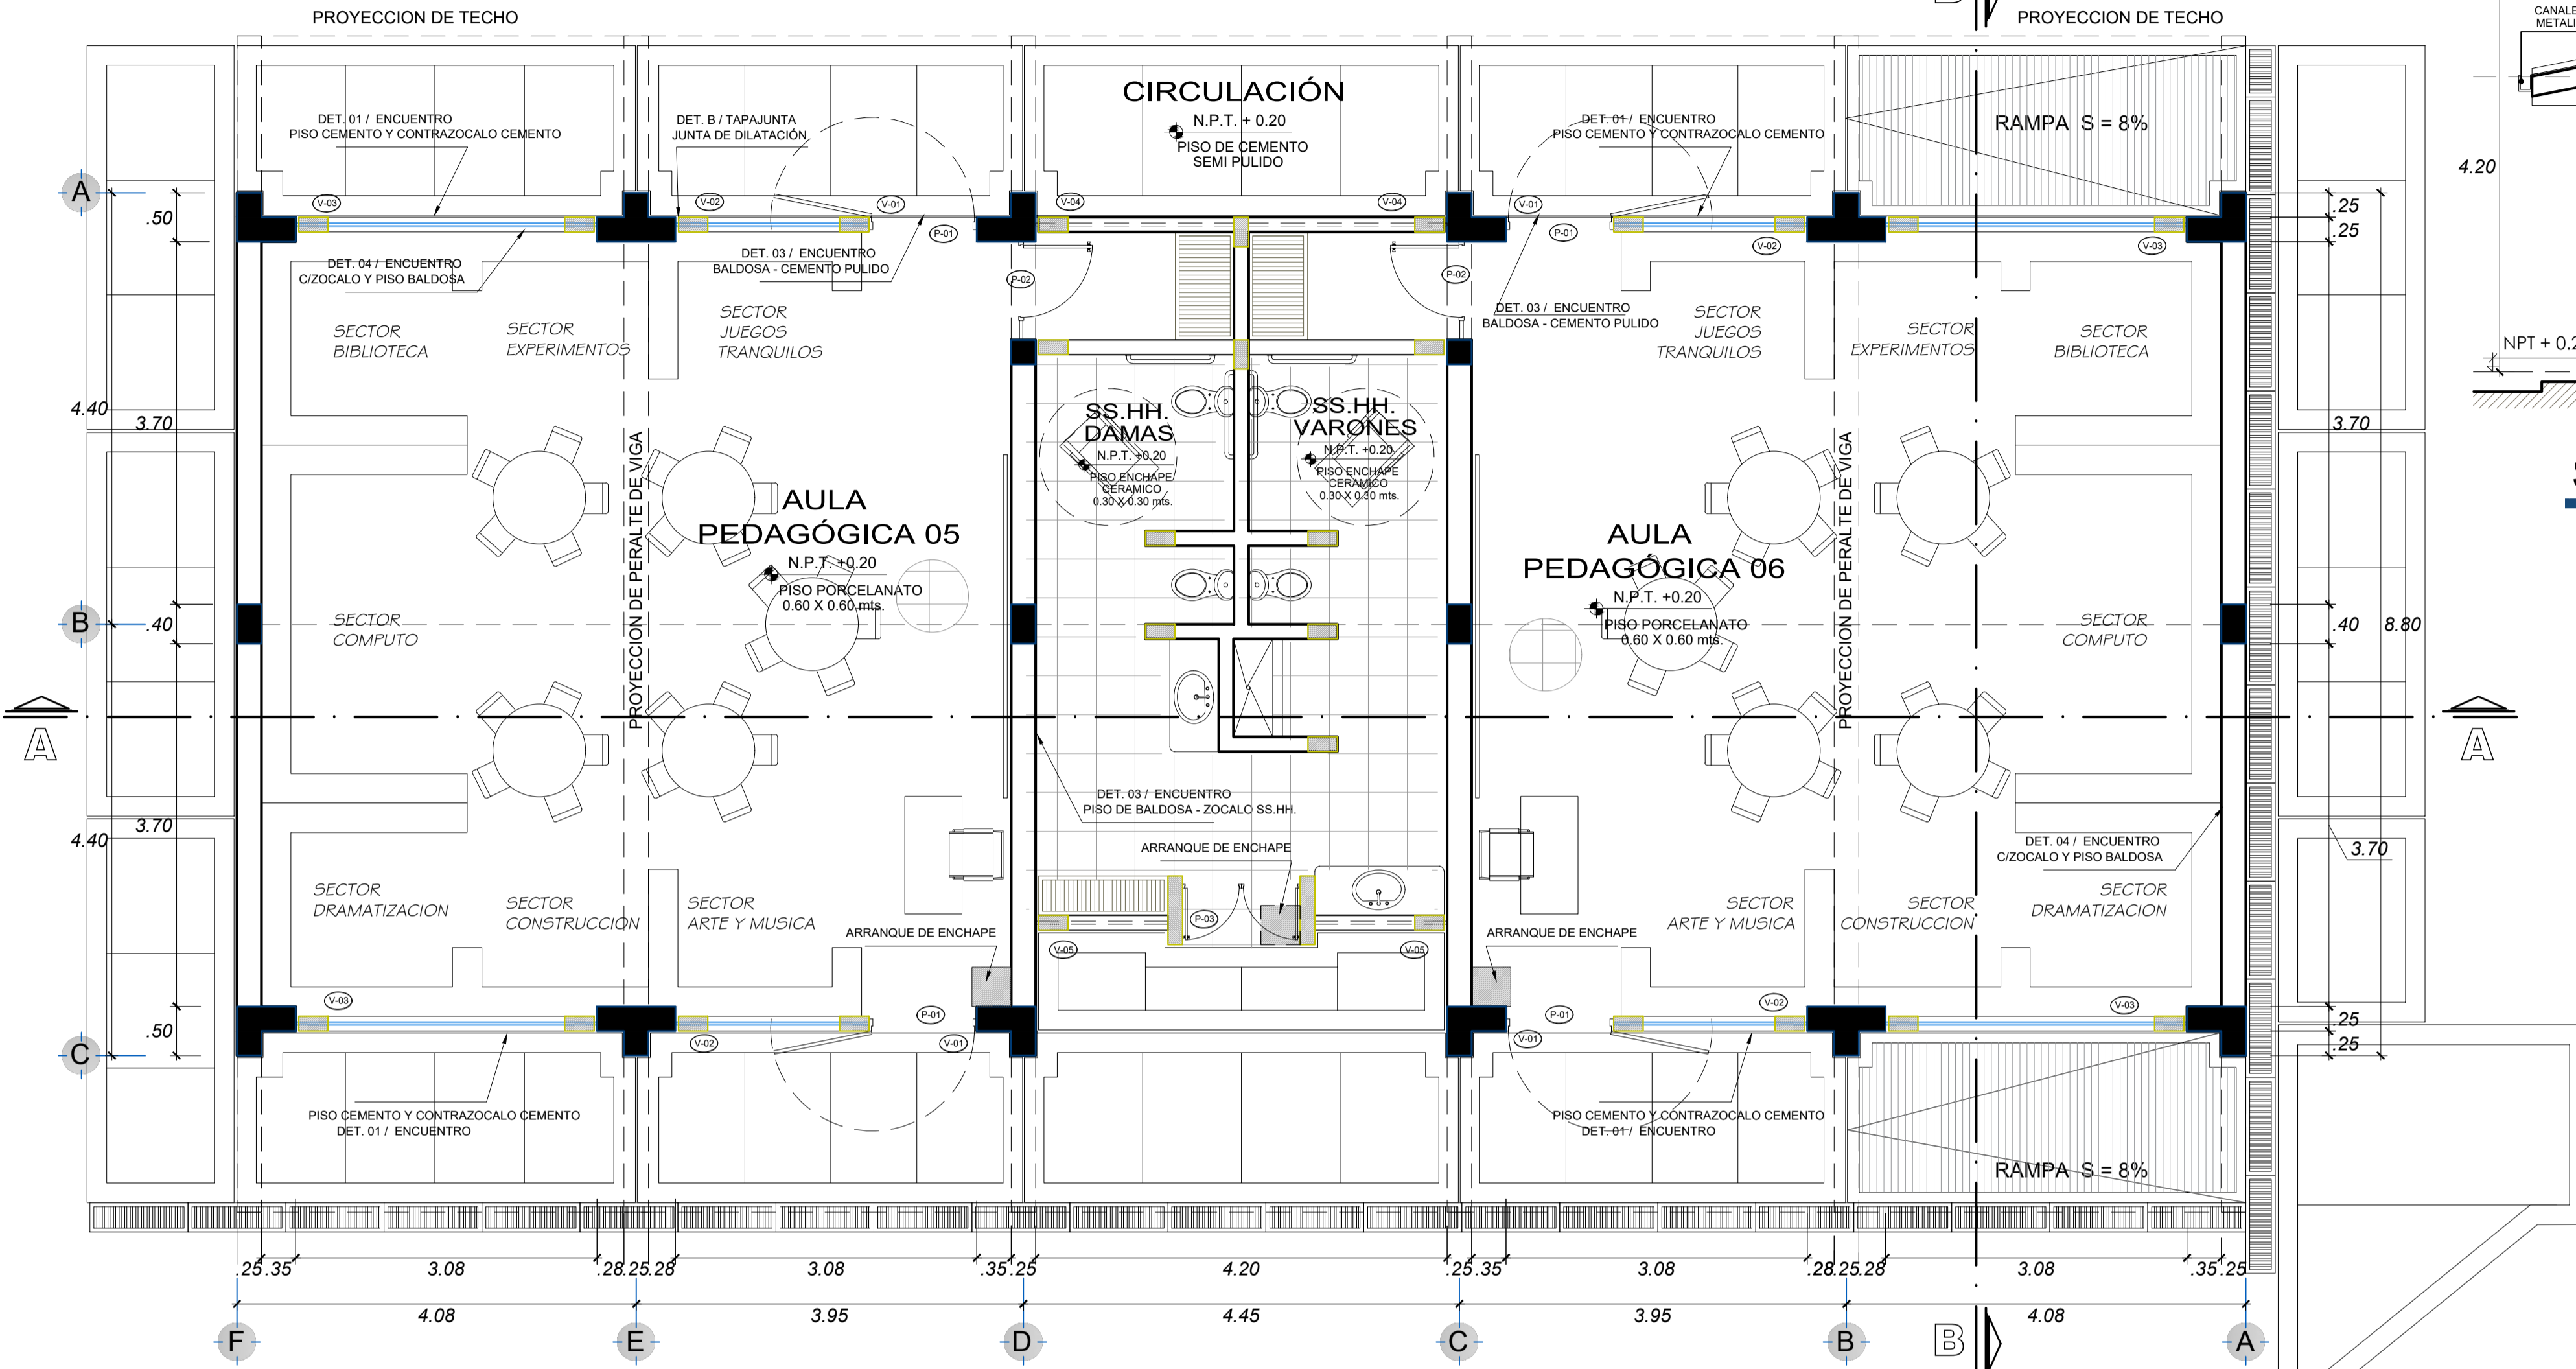 PROYECCION DE TECHO
B
PROYECCION DE TECHO
DET. 01 / ENCUENTRO
PISO CEMENTO Y CONTRAZOCALO CEMENTO
DET. B / TAPAJUNTA
JUNTA DE DILATACIÓN
CIRCULACIÓN
N.P.T. + 0.20
PISO DE CEMENTO
SEMI PULIDO
DET. 01 / ENCUENTRO
PISO CEMENTO Y CONTRAZOCALO CEMENTO
RAMPA S = 8%
4.20
A
.50
V-03
V-02
V-01
P-01
V-04
V-04
V-01
P-01
V-02
V-03
.25
.25
DET. 04 / ENCUENTRO
C/ZOCALO Y PISO BALDOSA
DET. 03 / ENCUENTRO
BALDOSA - CEMENTO PULIDO
P-02
P-02
DET. 03 / ENCUENTRO
BALDOSA - CEMENTO PULIDO
SECTOR
BIBLIOTECA
SECTOR
EXPERIMENTOS
SECTOR
JUEGOS
TRANQUILOS
SECTOR
JUEGOS
TRANQUILOS
SECTOR
EXPERIMENTOS
SECTOR
BIBLIOTECA
4.40
3.70
SS.HH.
DAMAS
N.P.T. +0.20
PISO ENCHAPE
CERAMICO
0.30 X 0.30 mts.
SS.HH.
VARONES
N.P.T. +0.20
PISO ENCHAPE
CERAMICO
0.30 X 0.30 mts.
3.70
PROYECCION DE PERALTE DE VIGA
AULA
PEDAGÓGICA 05
N.P.T. +0.20
PISO PORCELANATO
0.60 X 0.60 mts.
AULA
PEDAGÓGICA 06
N.P.T. +0.20
PISO PORCELANATO
0.60 X 0.60 mts.
PROYECCION DE PERALTE DE VIGA
B
.40
SECTOR
COMPUTO
SECTOR
COMPUTO
.40
8.80
A
A
4.40
3.70
DET. 03 / ENCUENTRO
PISO DE BALDOSA - ZOCALO SS.HH.
ARRANQUE DE ENCHAPE
DET. 04 / ENCUENTRO
C/ZOCALO Y PISO BALDOSA
3.70
SECTOR
DRAMATIZACION
SECTOR
CONSTRUCCION
SECTOR
ARTE Y MUSICA
ARRANQUE DE ENCHAPE
P-03
V-05
V-05
ARRANQUE DE ENCHAPE
SECTOR
ARTE Y MUSICA
SECTOR
CONSTRUCCION
SECTOR
DRAMATIZACION
C
.50
V-03
V-02
P-01
V-01
P-01
V-01
V-02
V-03
.25
.25
PISO CEMENTO Y CONTRAZOCALO CEMENTO
DET. 01 / ENCUENTRO
PISO CEMENTO Y CONTRAZOCALO CEMENTO
DET. 01 / ENCUENTRO
RAMPA S = 8%
.25 .35 3.08 .28 .25 .28 3.08 .35 .25 4.20 .25 .35 3.08 .28 .25 .28 3.08 .35 .25
4.08 3.95 4.45 3.95 4.08
F E D C B B A